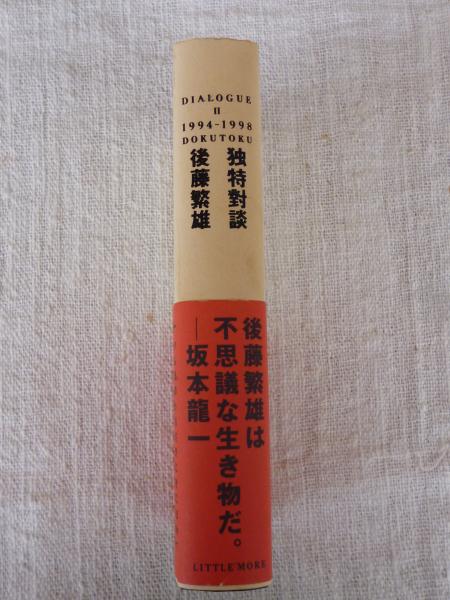 DIALOGUE
II
1994-1998
DOKUTOKU
独特對談
後藤繁雄
後藤繁雄は
不思議な生き物だ。
―坂本龍一
LITTLE MORE